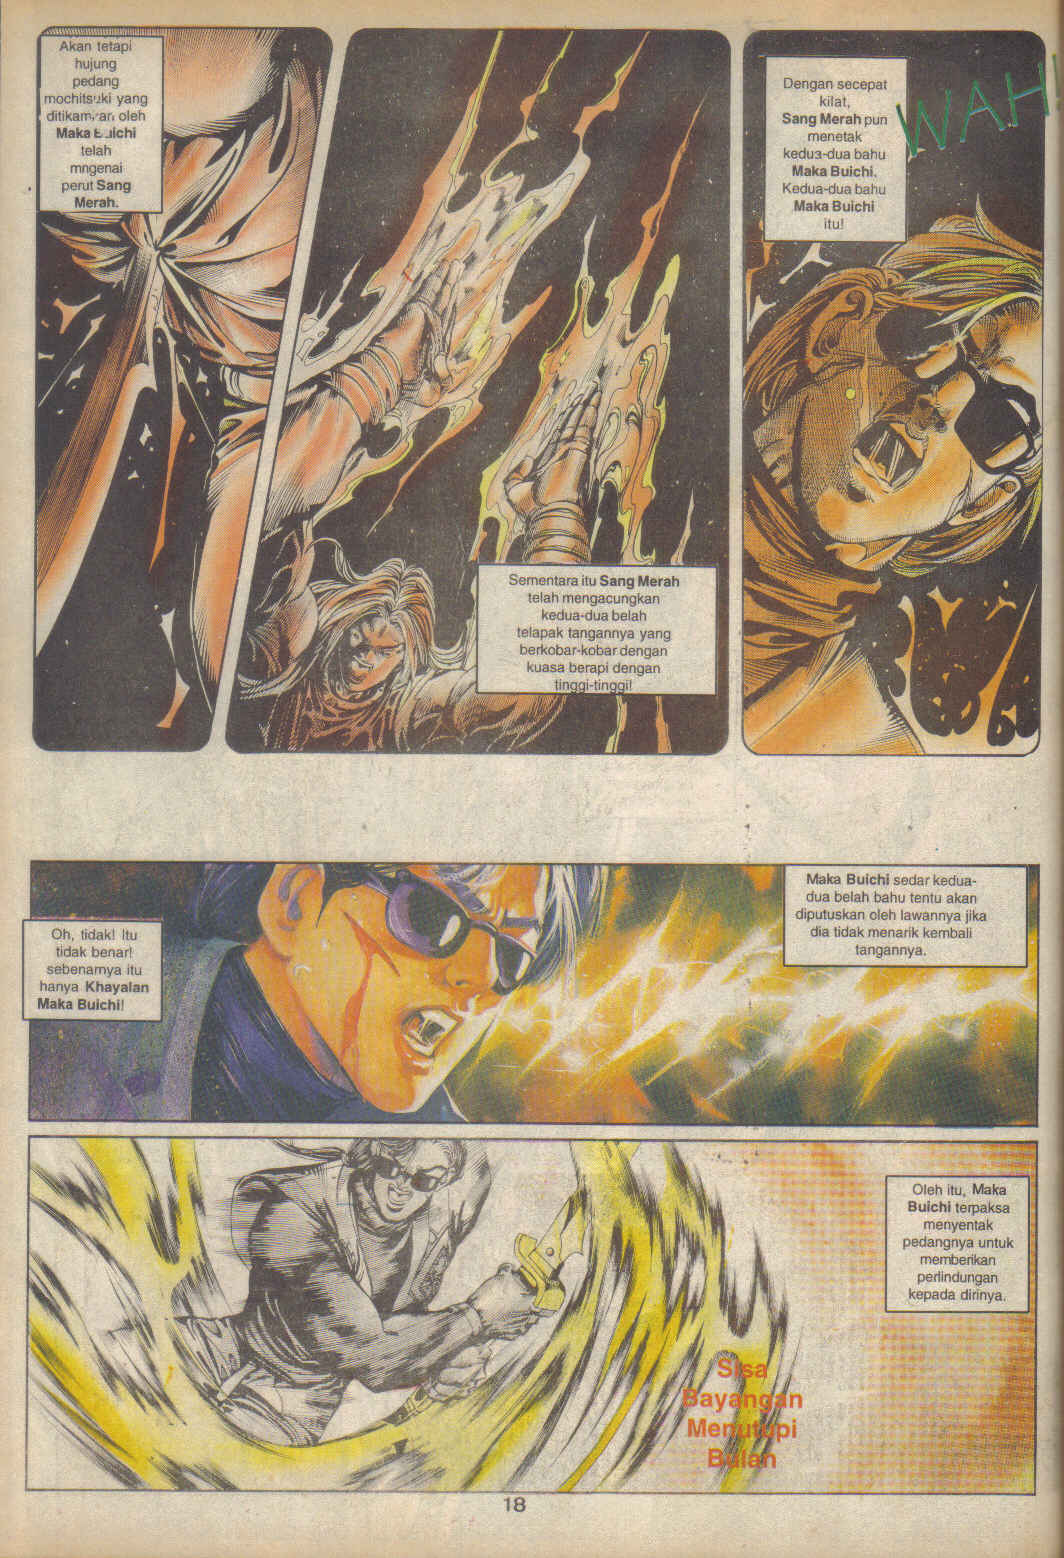 Akan tetapi
hujung
pedang
mochitsuki yang
ditikamkan oleh
Maka Buichi
telah
mngenai
perut Sang
Merah.
Sementara itu Sang Merah
telah mengacungkan
kedua-dua belah
telapak tangannya yang
berkobar-kobar dengan
kuasa berapi dengan
tinggi-tinggi!
Dengan secepat
kilat,
Sang Merah pun
menetak
kedua-dua bahu
Maka Buichi.
Kedua-dua bahu
Maka Buichi
itu!
WAH
Oh, tidak! Itu
tidak benar!
sebenarnya itu
hanya Khayalan
Maka Buichi!
Maka Buichi sedar kedua-
dua belah bahu tentu akan
diputuskan oleh lawannya jika
dia tidak menarik kembali
tangannya.
Oleh itu, Maka
Buichi terpaksa
menyentak
pedangnya untuk
memberikan
perlindungan
kepada dirinya.
Sisa
Bayangan
Menutupi
Bulan
18